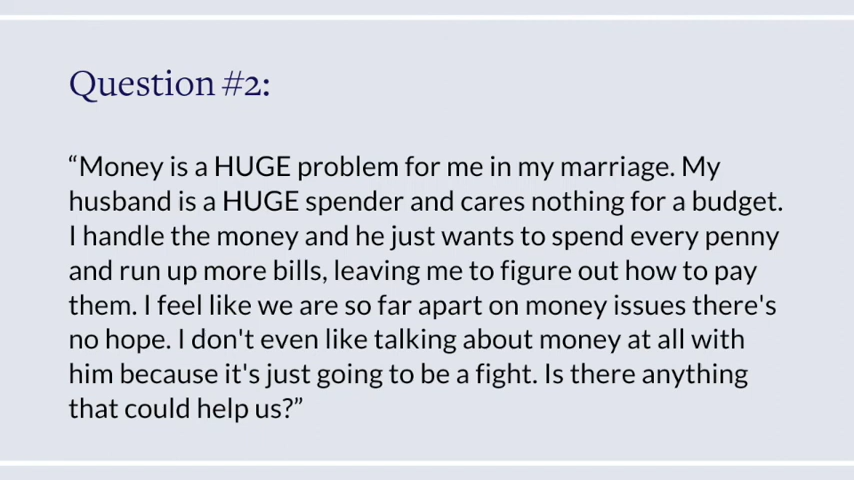 Question #2:
“Money is a HUGE problem for me in my marriage. My
husband is a HUGE spender and cares nothing for a budget.
I handle the money and he just wants to spend every penny
and run up more bills, leaving me to figure out how to pay
them. I feel like we are so far apart on money issues there's
no hope. I don't even like talking about money at all with
him because it's just going to be a fight. Is there anything
that could help us?”